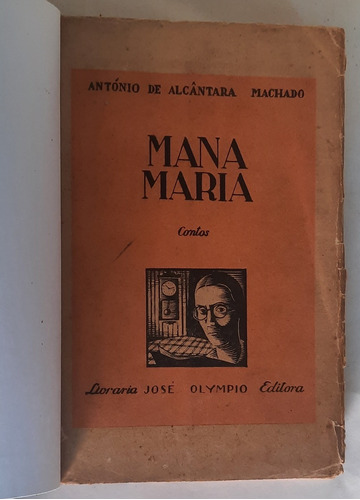 ANTÓNIO DE ALCÂNTARA MACHADO
MANA
MARIA
Contos
Livraria JOSÉ OLYMPIO Editora